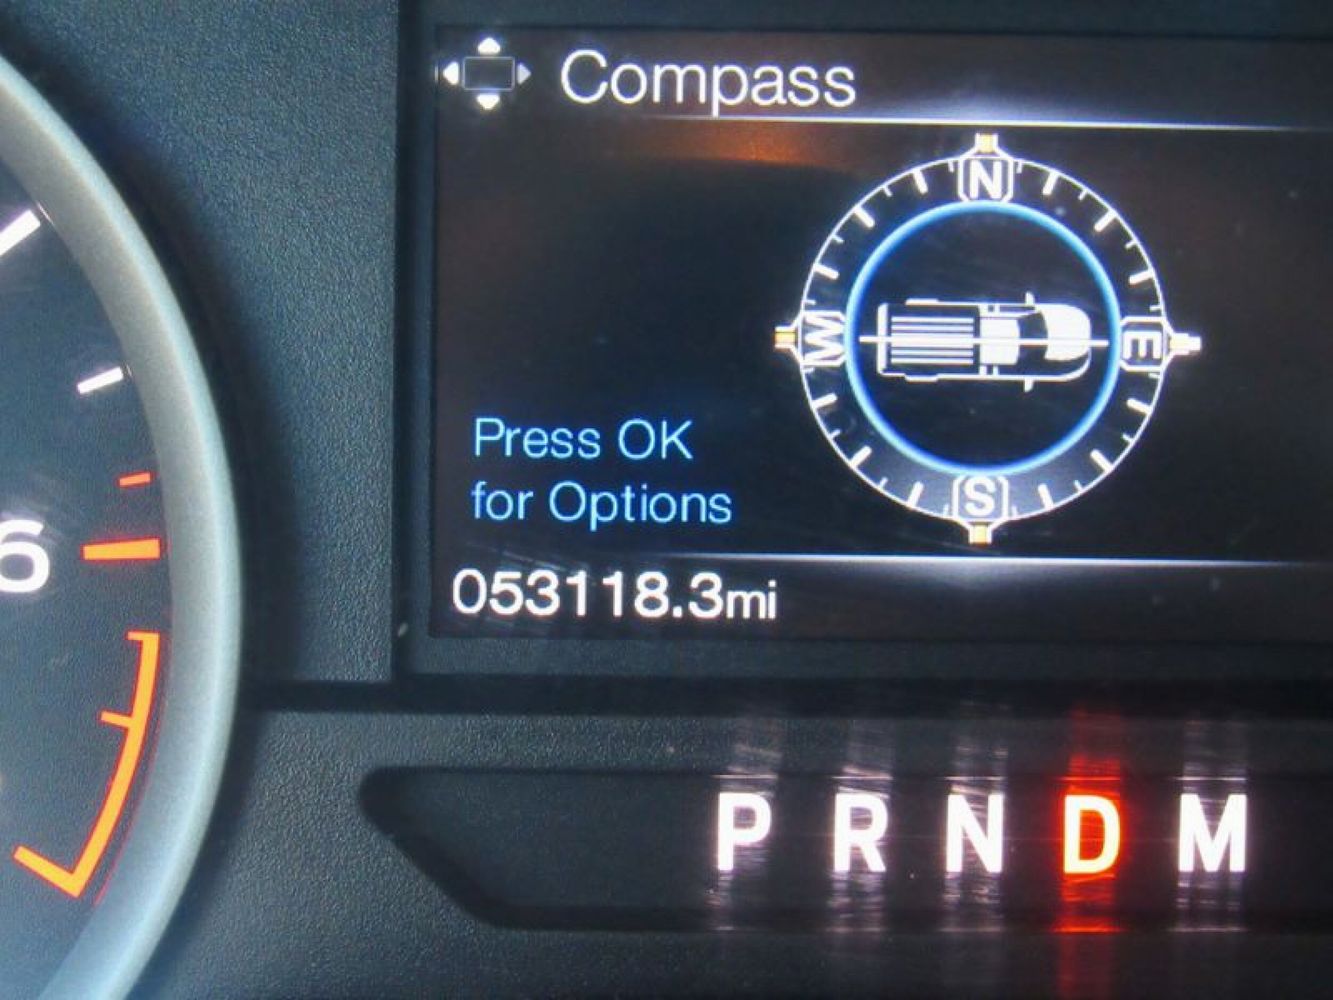 Compass
N
W
E
S
Press OK
for Options
053118.3mi
6
P R N D M